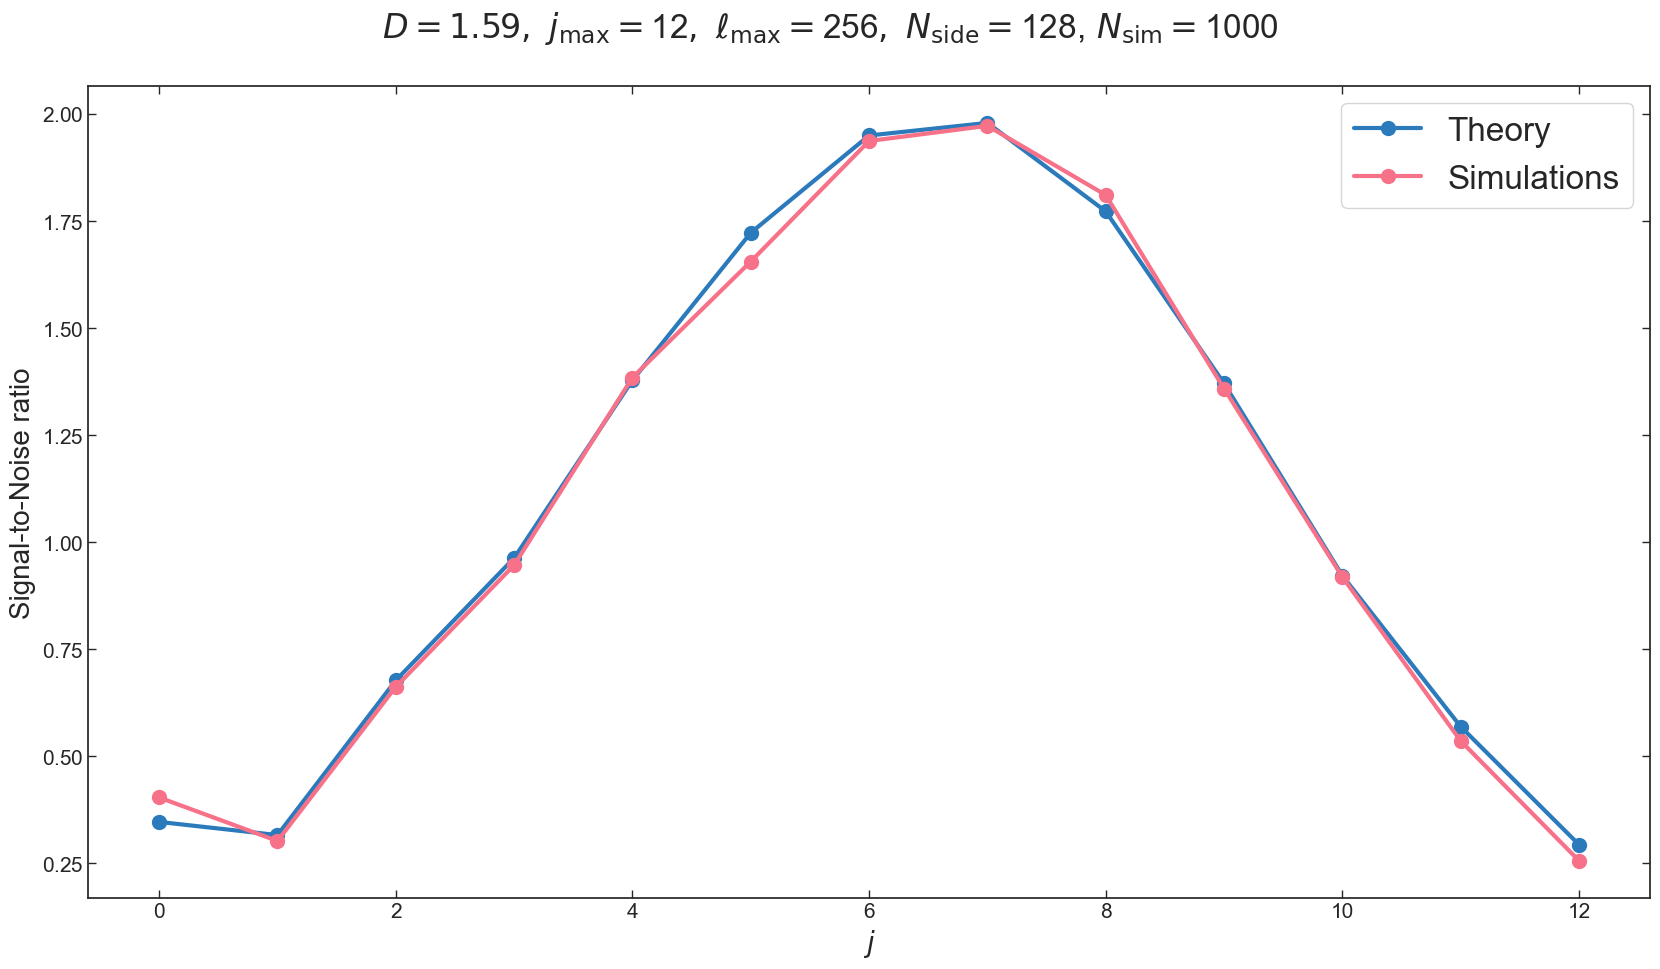 D = 1.59, j_max = 12, ℓ_max = 256, N_side = 128, N_sim = 1000
2.00
1.75
1.50
1.25
1.00
0.75
0.50
0.25
Signal-to-Noise ratio
Theory
Simulations
0 2 4 6 8 10 12
j